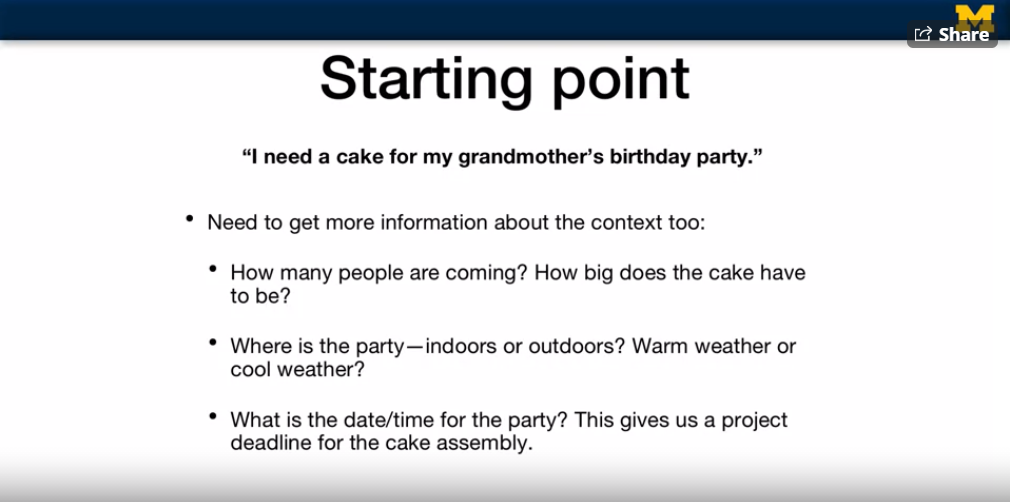 M
Share
Starting point
“I need a cake for my grandmother’s birthday party.”
• Need to get more information about the context too:
• How many people are coming? How big does the cake have
to be?
• Where is the party—indoors or outdoors? Warm weather or
cool weather?
• What is the date/time for the party? This gives us a project
deadline for the cake assembly.